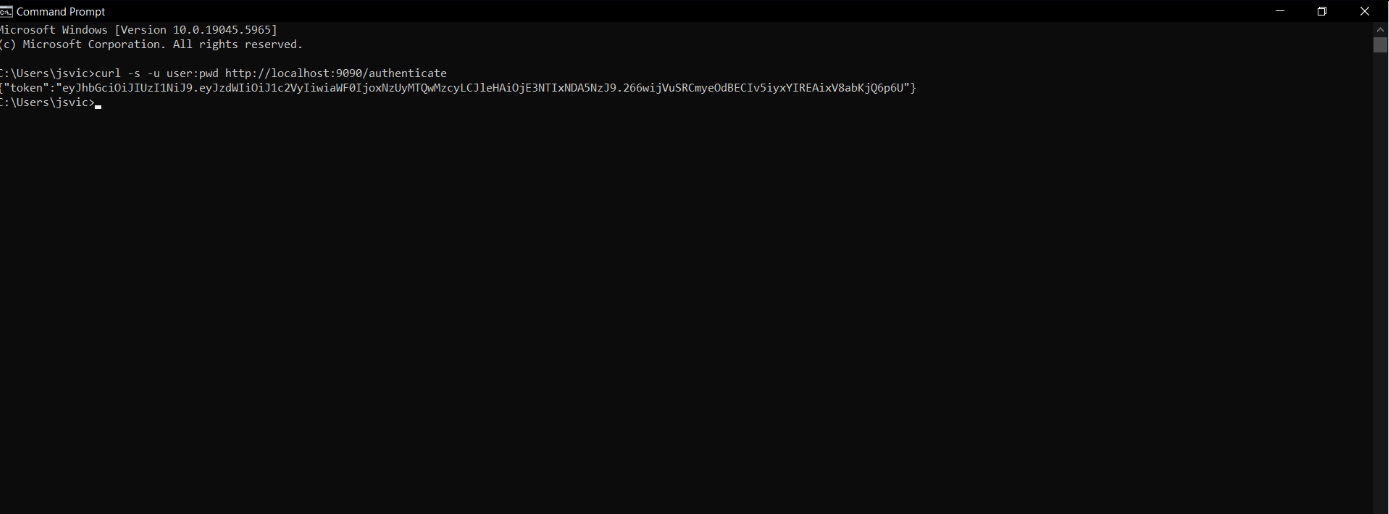 Command Prompt
Microsoft Windows [Version 10.0.19045.5965]
(c) Microsoft Corporation. All rights reserved.
C:\Users\jsvic>curl -s -u user:pwd http://localhost:9090/authenticate
{"token":"eyJhbGciOiJIUzI1NiJ9.eyJzdWIiOiJ1c2VyIiwiaWF0IjoxNzUyMTQwMzcyLCJleHAiOjE3NTIxNDA5NzJ9.266wijVuSRCmyeOdBECIv5iyxYIREAixV8abKjQ6p6U"}
C:\Users\jsvic>